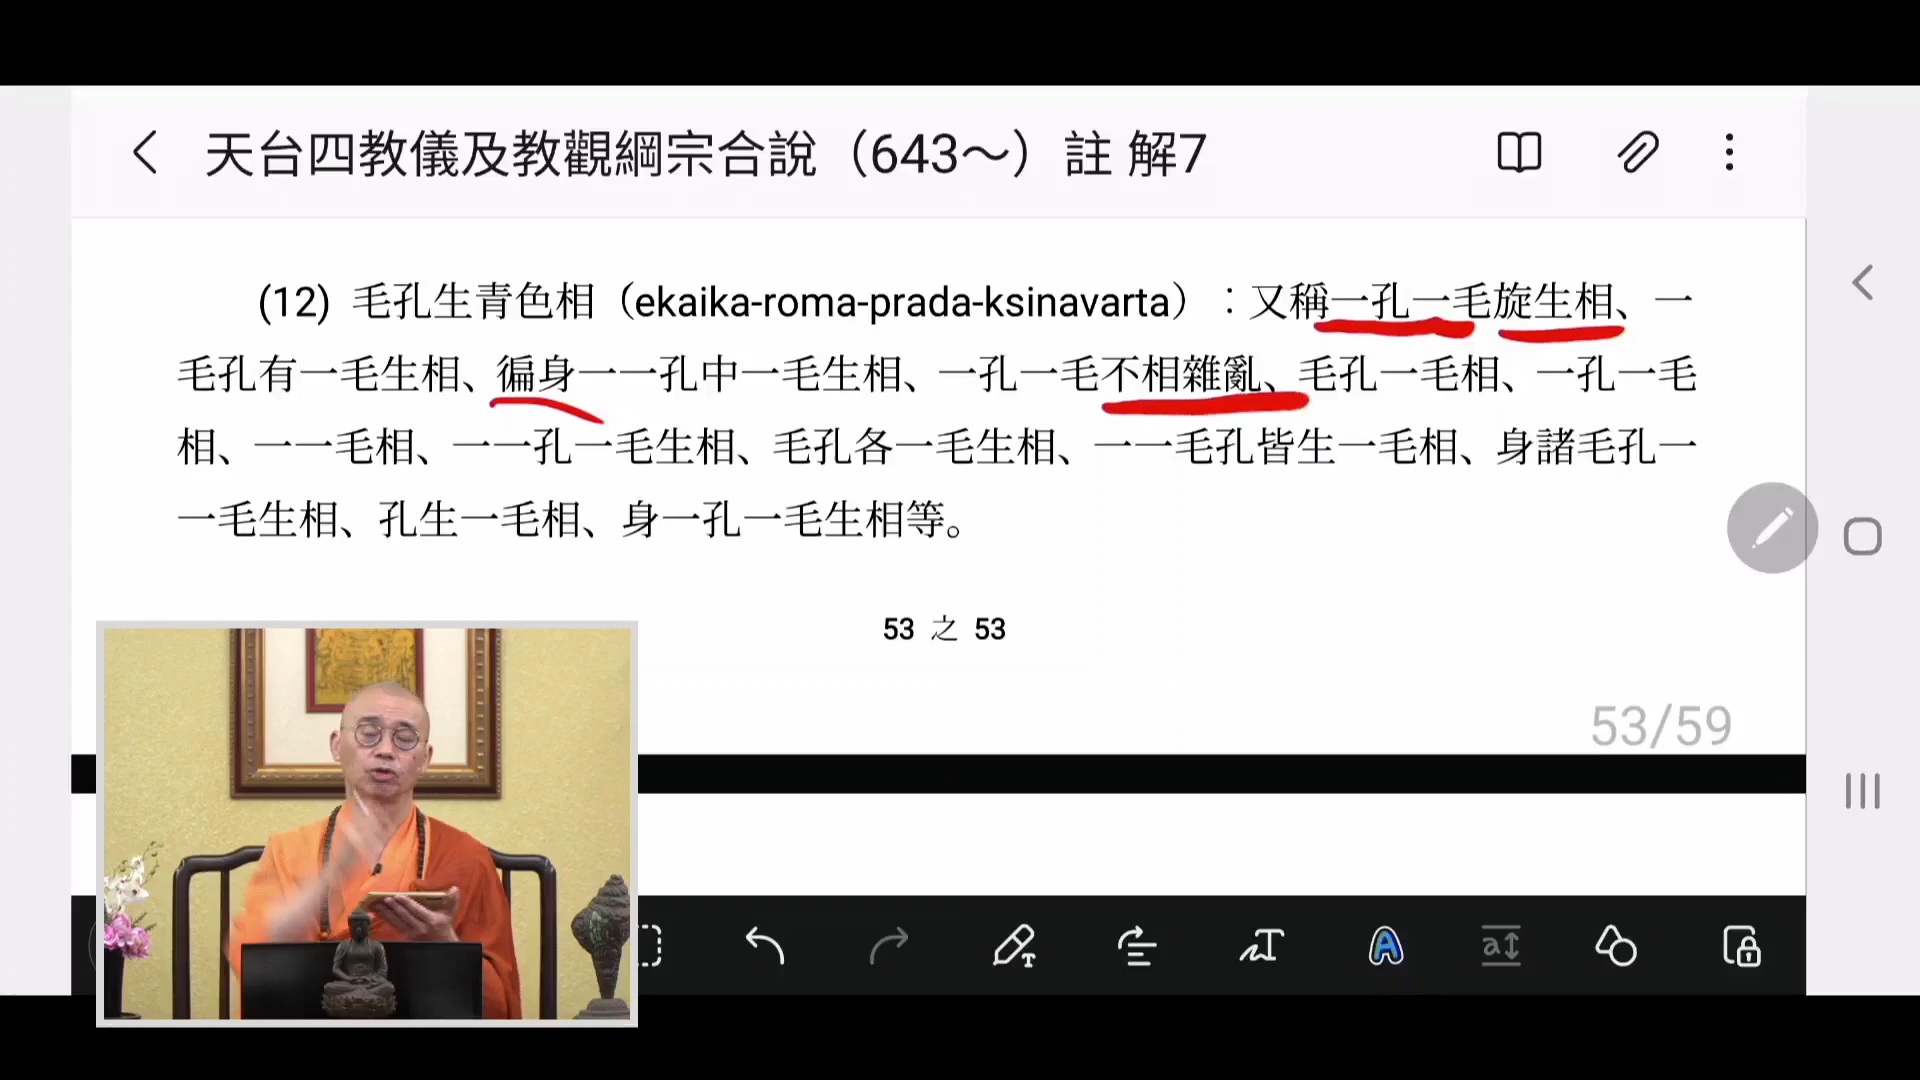 天台四教儀及教觀綱宗合說（643～）註 解7
(12) 毛孔生青色相（ekaika-roma-prada-ksinavarta）：又稱一孔一毛旋生相、一
毛孔有一毛生相、徧身一一孔中一毛生相、一孔一毛不相雜亂、毛孔一毛相、一孔一毛
相、一一毛相、一一孔一毛生相、毛孔各一毛生相、一一毛孔皆生一毛相、身諸毛孔一
一毛生相、孔生一毛相、身一孔一毛生相等。
53 之 53
53/59